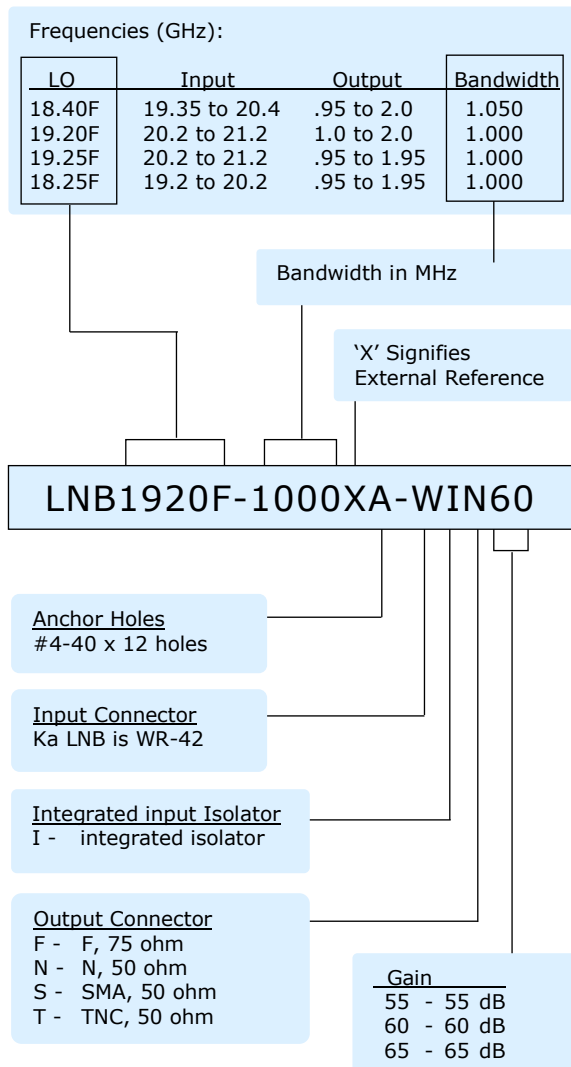 Frequencies (GHz):
LO Input Output Bandwidth
18.40F 19.35 to 20.4 .95 to 2.0 1.050
19.20F 20.2 to 21.2 1.0 to 2.0 1.000
19.25F 20.2 to 21.2 .95 to 1.95 1.000
18.25F 19.2 to 20.2 .95 to 1.95 1.000
Bandwidth in MHz
‘X’ Signifies
External Reference
LNB1920F-1000XA-WIN60
Anchor Holes
#4-40 x 12 holes
Input Connector
Ka LNB is WR-42
Integrated input Isolator
I - integrated isolator
Output Connector
F - F, 75 ohm
N - N, 50 ohm
S - SMA, 50 ohm
T - TNC, 50 ohm
Gain
55 - 55 dB
60 - 60 dB
65 - 65 dB